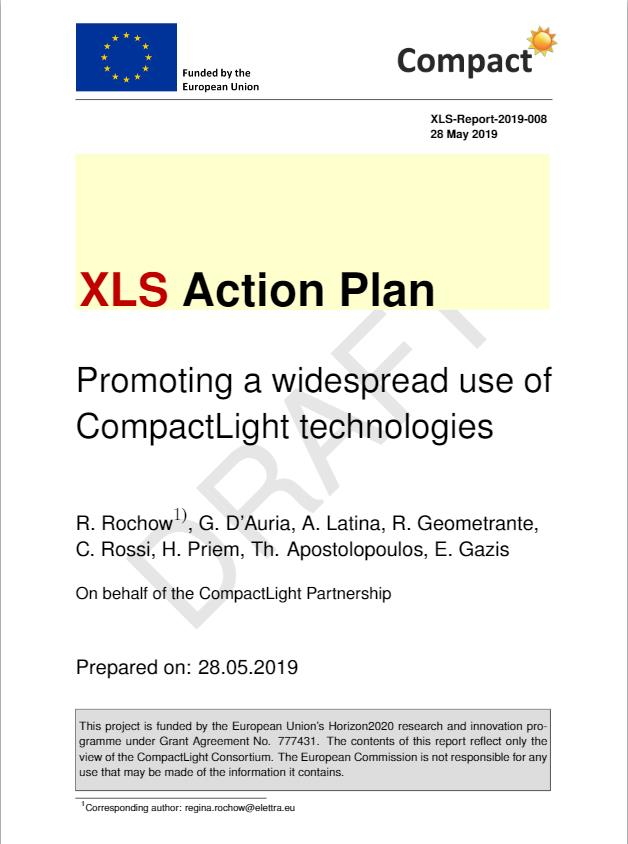 Funded by the
European Union
Compact
XLS-Report-2019-008
28 May 2019
XLS Action Plan
DRAFT
Promoting a widespread use of
CompactLight technologies
R. Rochow1), G. D’Auria, A. Latina, R. Geometrante,
C. Rossi, H. Priem, Th. Apostolopoulos, E. Gazis
On behalf of the CompactLight Partnership
Prepared on: 28.05.2019
This project is funded by the European Union’s Horizon2020 research and innovation pro-
gramme under Grant Agreement No. 777431. The contents of this report reflect only the
view of the CompactLight Consortium. The European Commission is not responsible for any
use that may be made of the information it contains.
1Corresponding author: regina.rochow@elettra.eu